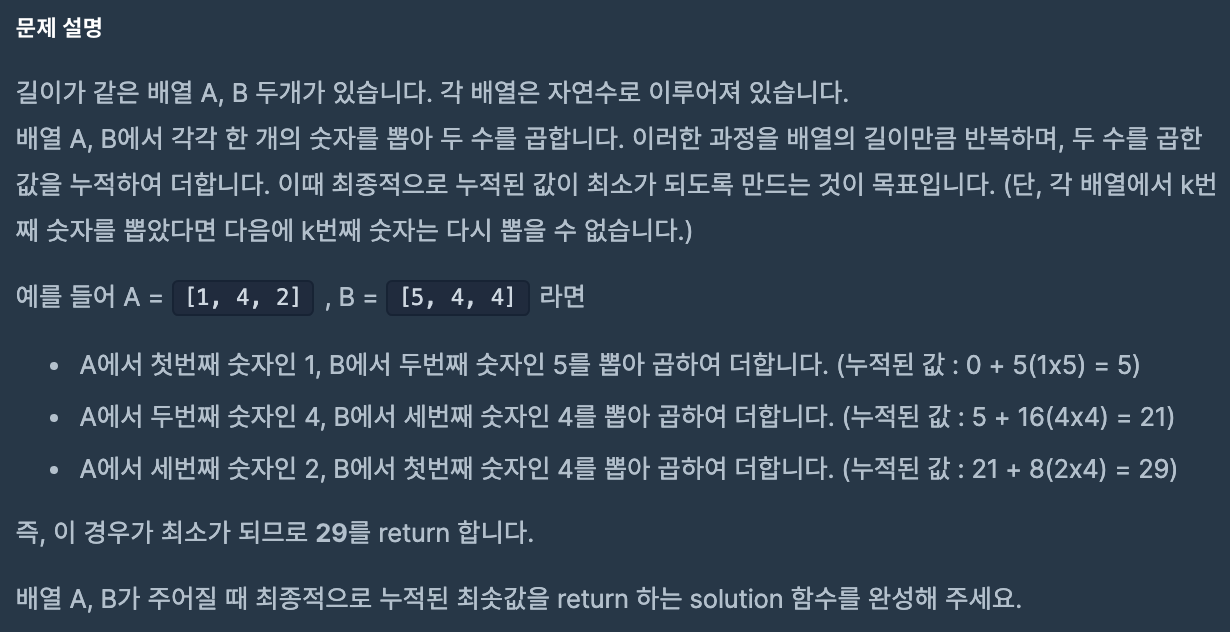 문제 설명
길이가 같은 배열 A, B 두개가 있습니다. 각 배열은 자연수로 이루어져 있습니다.
배열 A, B에서 각각 한 개의 숫자를 뽑아 두 수를 곱합니다. 이러한 과정을 배열의 길이만큼 반복하며, 두 수를 곱한
값을 누적하여 더합니다. 이때 최종적으로 누적된 값이 최소가 되도록 만드는 것이 목표입니다. (단, 각 배열에서 k번
째 숫자를 뽑았다면 다음에 k번째 숫자는 다시 뽑을 수 없습니다.)
예를 들어 A = [1, 4, 2] , B = [5, 4, 4] 라면
• A에서 첫번째 숫자인 1, B에서 두번째 숫자인 5를 뽑아 곱하여 더합니다. (누적된 값 : 0 + 5(1x5) = 5)
• A에서 두번째 숫자인 4, B에서 세번째 숫자인 4를 뽑아 곱하여 더합니다. (누적된 값 : 5 + 16(4x4) = 21)
• A에서 세번째 숫자인 2, B에서 첫번째 숫자인 4를 뽑아 곱하여 더합니다. (누적된 값 : 21 + 8(2x4) = 29)
즉, 이 경우가 최소가 되므로 29를 return 합니다.
배열 A, B가 주어질 때 최종적으로 누적된 최솟값을 return 하는 solution 함수를 완성해 주세요.